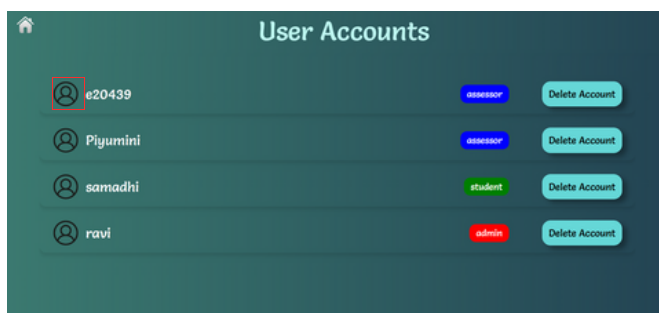 User Accounts
e20439 assessor Delete Account
Piyumini assessor Delete Account
samadhi student Delete Account
ravi admin Delete Account